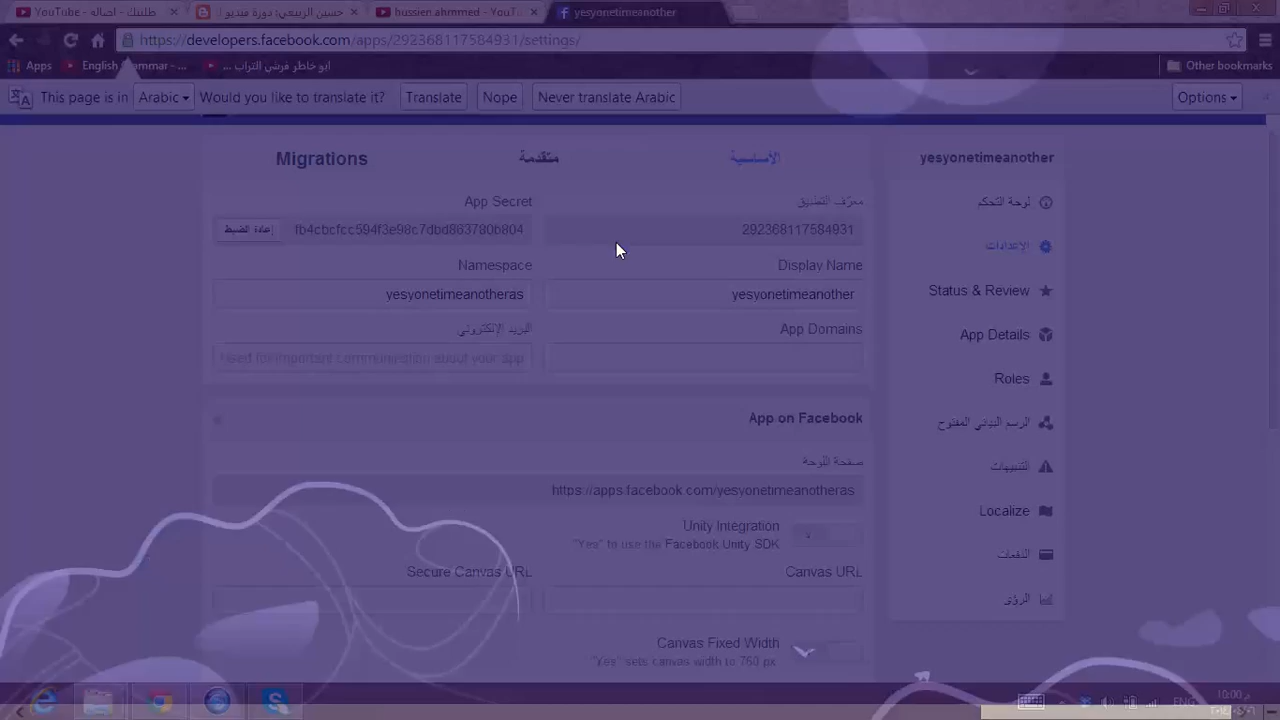 طلبتك - اصاله - YouTube
حسين الربيعي: دورة فيديو ا
hussien ahmmed - YouT
yesyonetimeanother
https://developers.facebook.com/apps/292368117584931/settings/
Apps
English Grammar - ...
ابو خاطر فرشي التراب ...
Other bookmarks
This page is in Arabic Would you like to translate it? Translate Nope Never translate Arabic Options
yesyonetimeanother
لوحة التحكم
الإعدادات
Status & Review
App Details
Roles
الرسم البياني المفتوح
التنبيهات
Localize
الدفعات
الرؤى
الأساسية متقدمة Migrations
معرّف التطبيق
292368117584931
App Secret
fb4cbcfcc594f3e98c7dbd863780b804
إعادة الضبط
Display Name
yesyonetimeanother
Namespace
yesyonetimeanotheras
App Domains
البريد الإلكتروني
Need for important communication about your app
App on Facebook
صفحة اللوحة
https://apps.facebook.com/yesyonetimeanotheras
Unity Integration
"Yes" to use the Facebook Unity SDK
Canvas URL
Secure Canvas URL
Canvas Fixed Width
"Yes" sets canvas width to 760 px
ENG
10:00 م